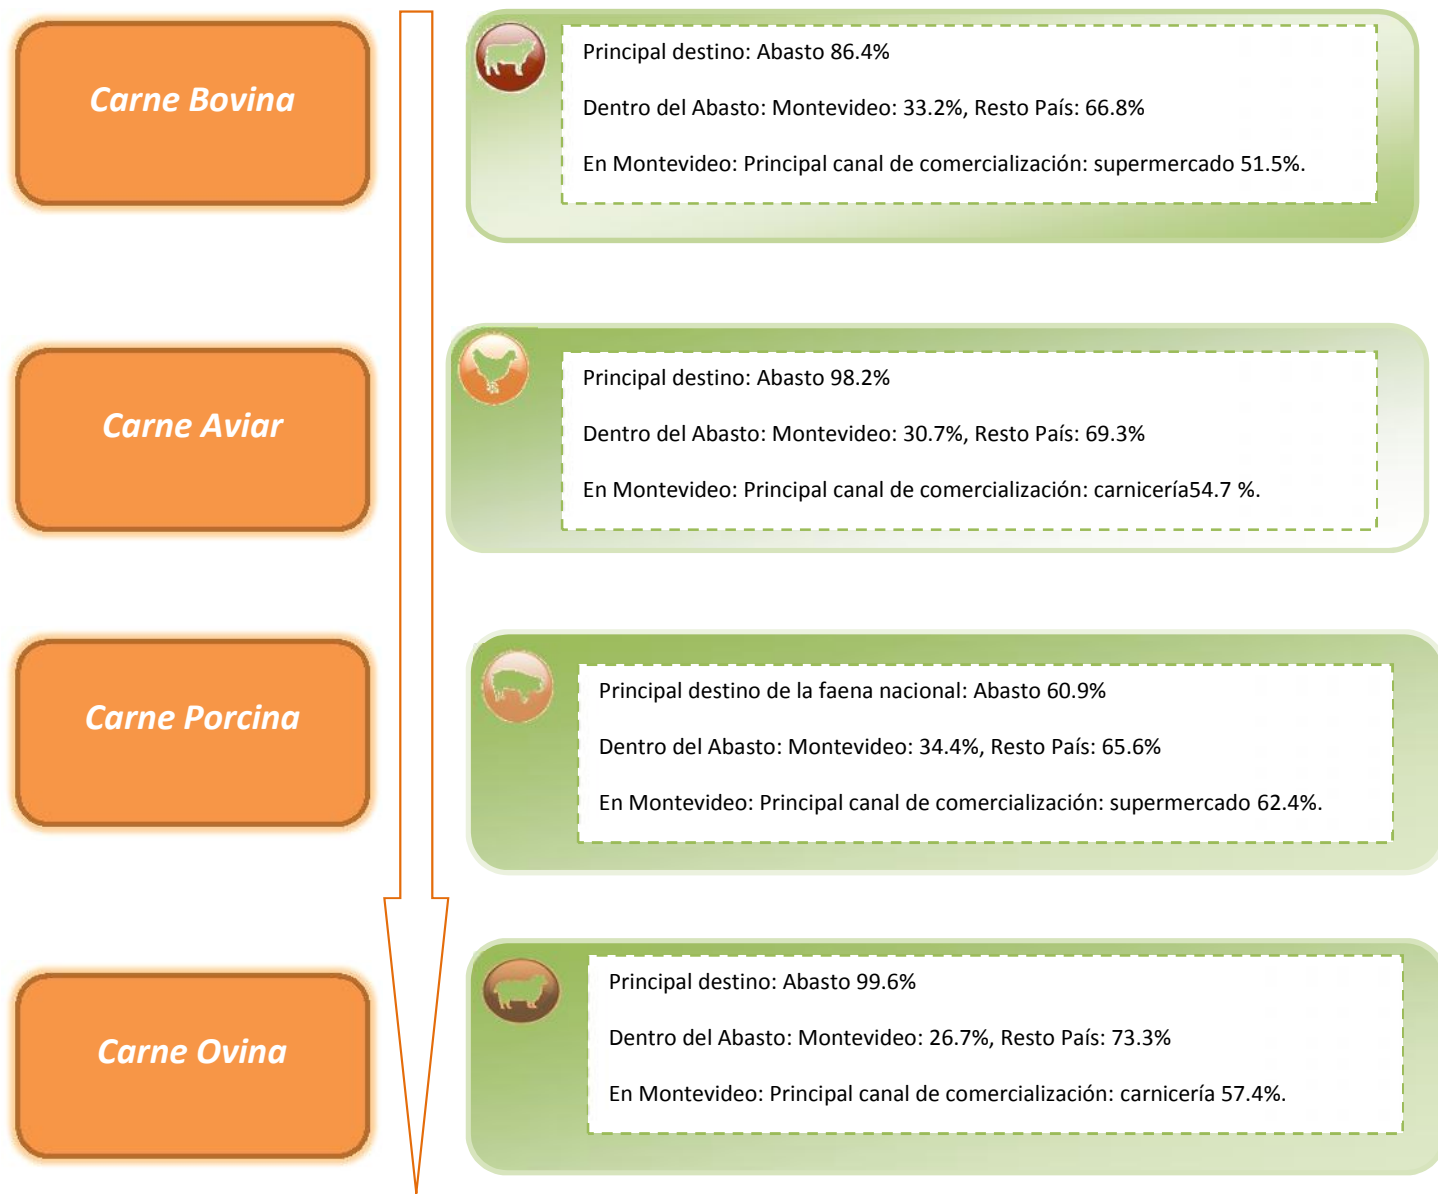 Carne Bovina
Principal destino: Abasto 86.4%
Dentro del Abasto: Montevideo: 33.2%, Resto País: 66.8%
En Montevideo: Principal canal de comercialización: supermercado 51.5%.
Carne Aviar
Principal destino: Abasto 98.2%
Dentro del Abasto: Montevideo: 30.7%, Resto País: 69.3%
En Montevideo: Principal canal de comercialización: carnicería54.7 %.
Carne Porcina
Principal destino de la faena nacional: Abasto 60.9%
Dentro del Abasto: Montevideo: 34.4%, Resto País: 65.6%
En Montevideo: Principal canal de comercialización: supermercado 62.4%.
Carne Ovina
Principal destino: Abasto 99.6%
Dentro del Abasto: Montevideo: 26.7%, Resto País: 73.3%
En Montevideo: Principal canal de comercialización: carnicería 57.4%.